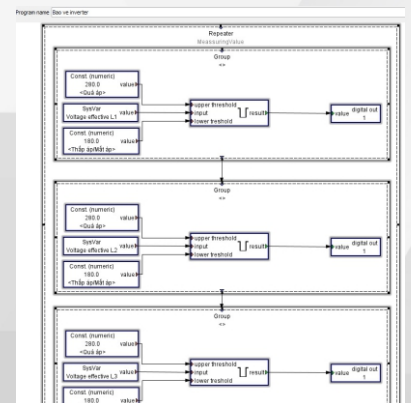 Program name Bao ve inverter
Repeater
MeasuringValue
Group
<>
Const. (numeric)
280.0 value
<Quá áp>
SysVar value
Voltage effective L1
Const. (numeric)
180.0 value
<Thấp áp/Mất áp>
upper threshold
input result
lower treshold
digital out
value 1
Group
<>
Const. (numeric)
280.0 value
<Quá áp>
SysVar value
Voltage effective L2
Const. (numeric)
180.0 value
<Thấp áp/Mất áp>
upper threshold
input result
lower treshold
digital out
value 1
Group
<>
Const. (numeric)
280.0 value
<Quá áp>
SysVar value
Voltage effective L3
Const. (numeric)
180.0 value
upper threshold
input result
lower treshold
digital out
value 1